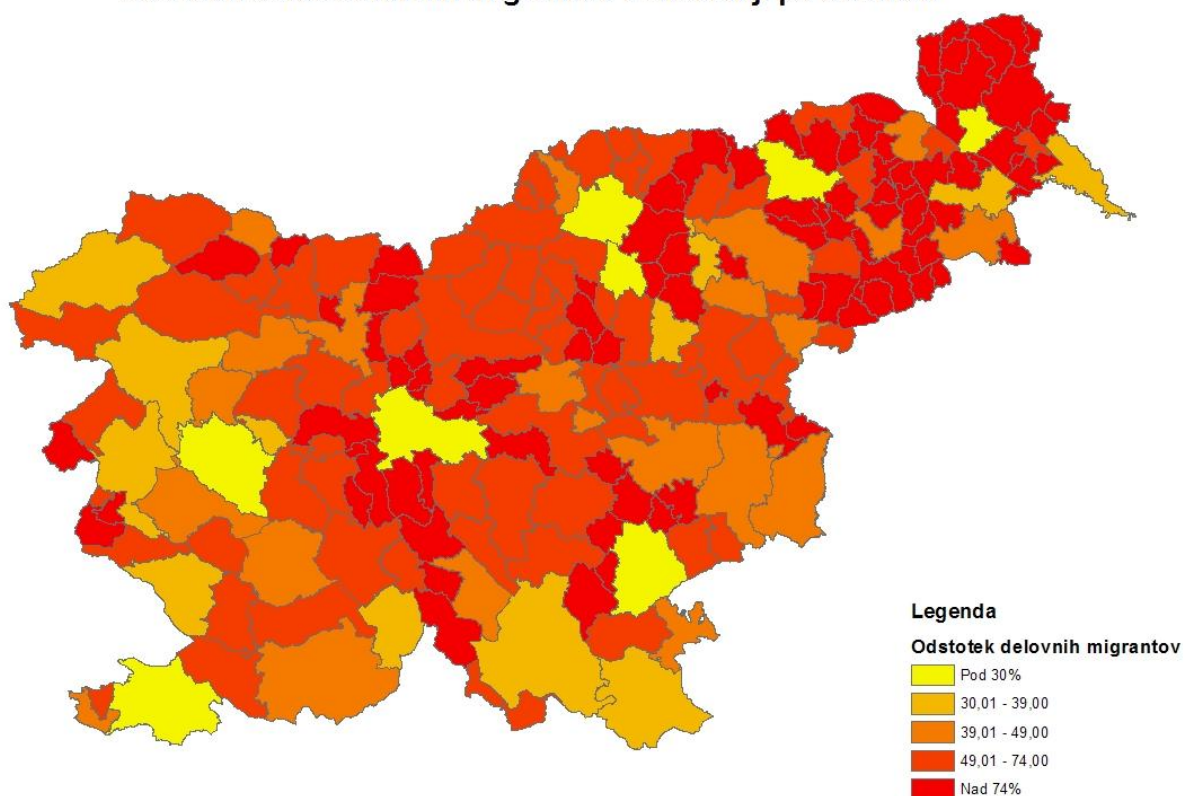 Legenda
Odstotek delovnih migrantov
Pod 30%
30,01 - 39,00
39,01 - 49,00
49,01 - 74,00
Nad 74%